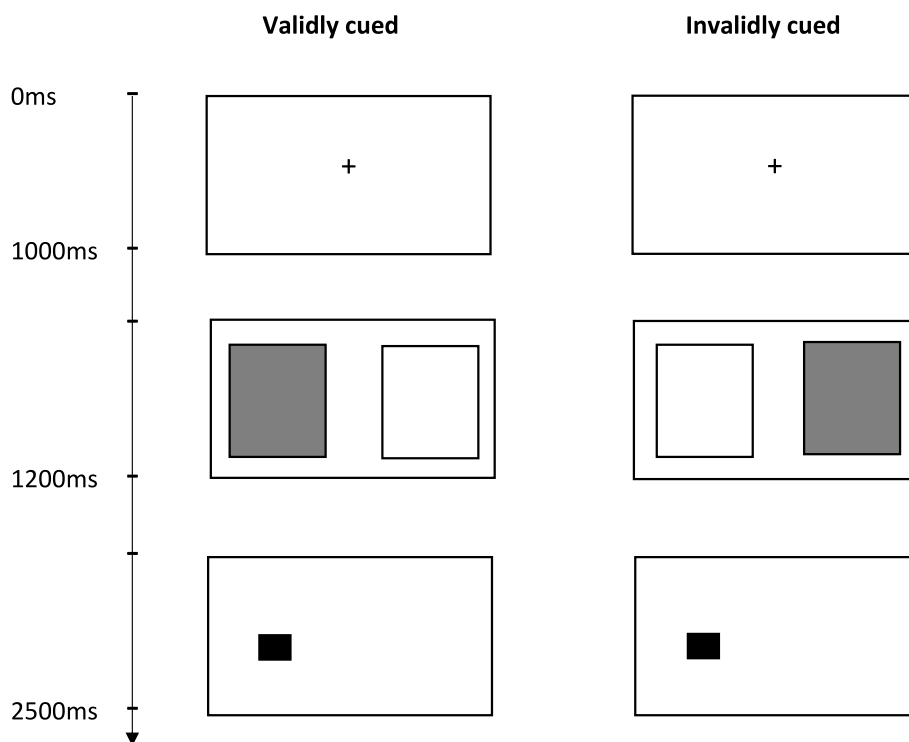 Validly cued
Invalidly cued
0ms
+
+
1000ms
1200ms
2500ms